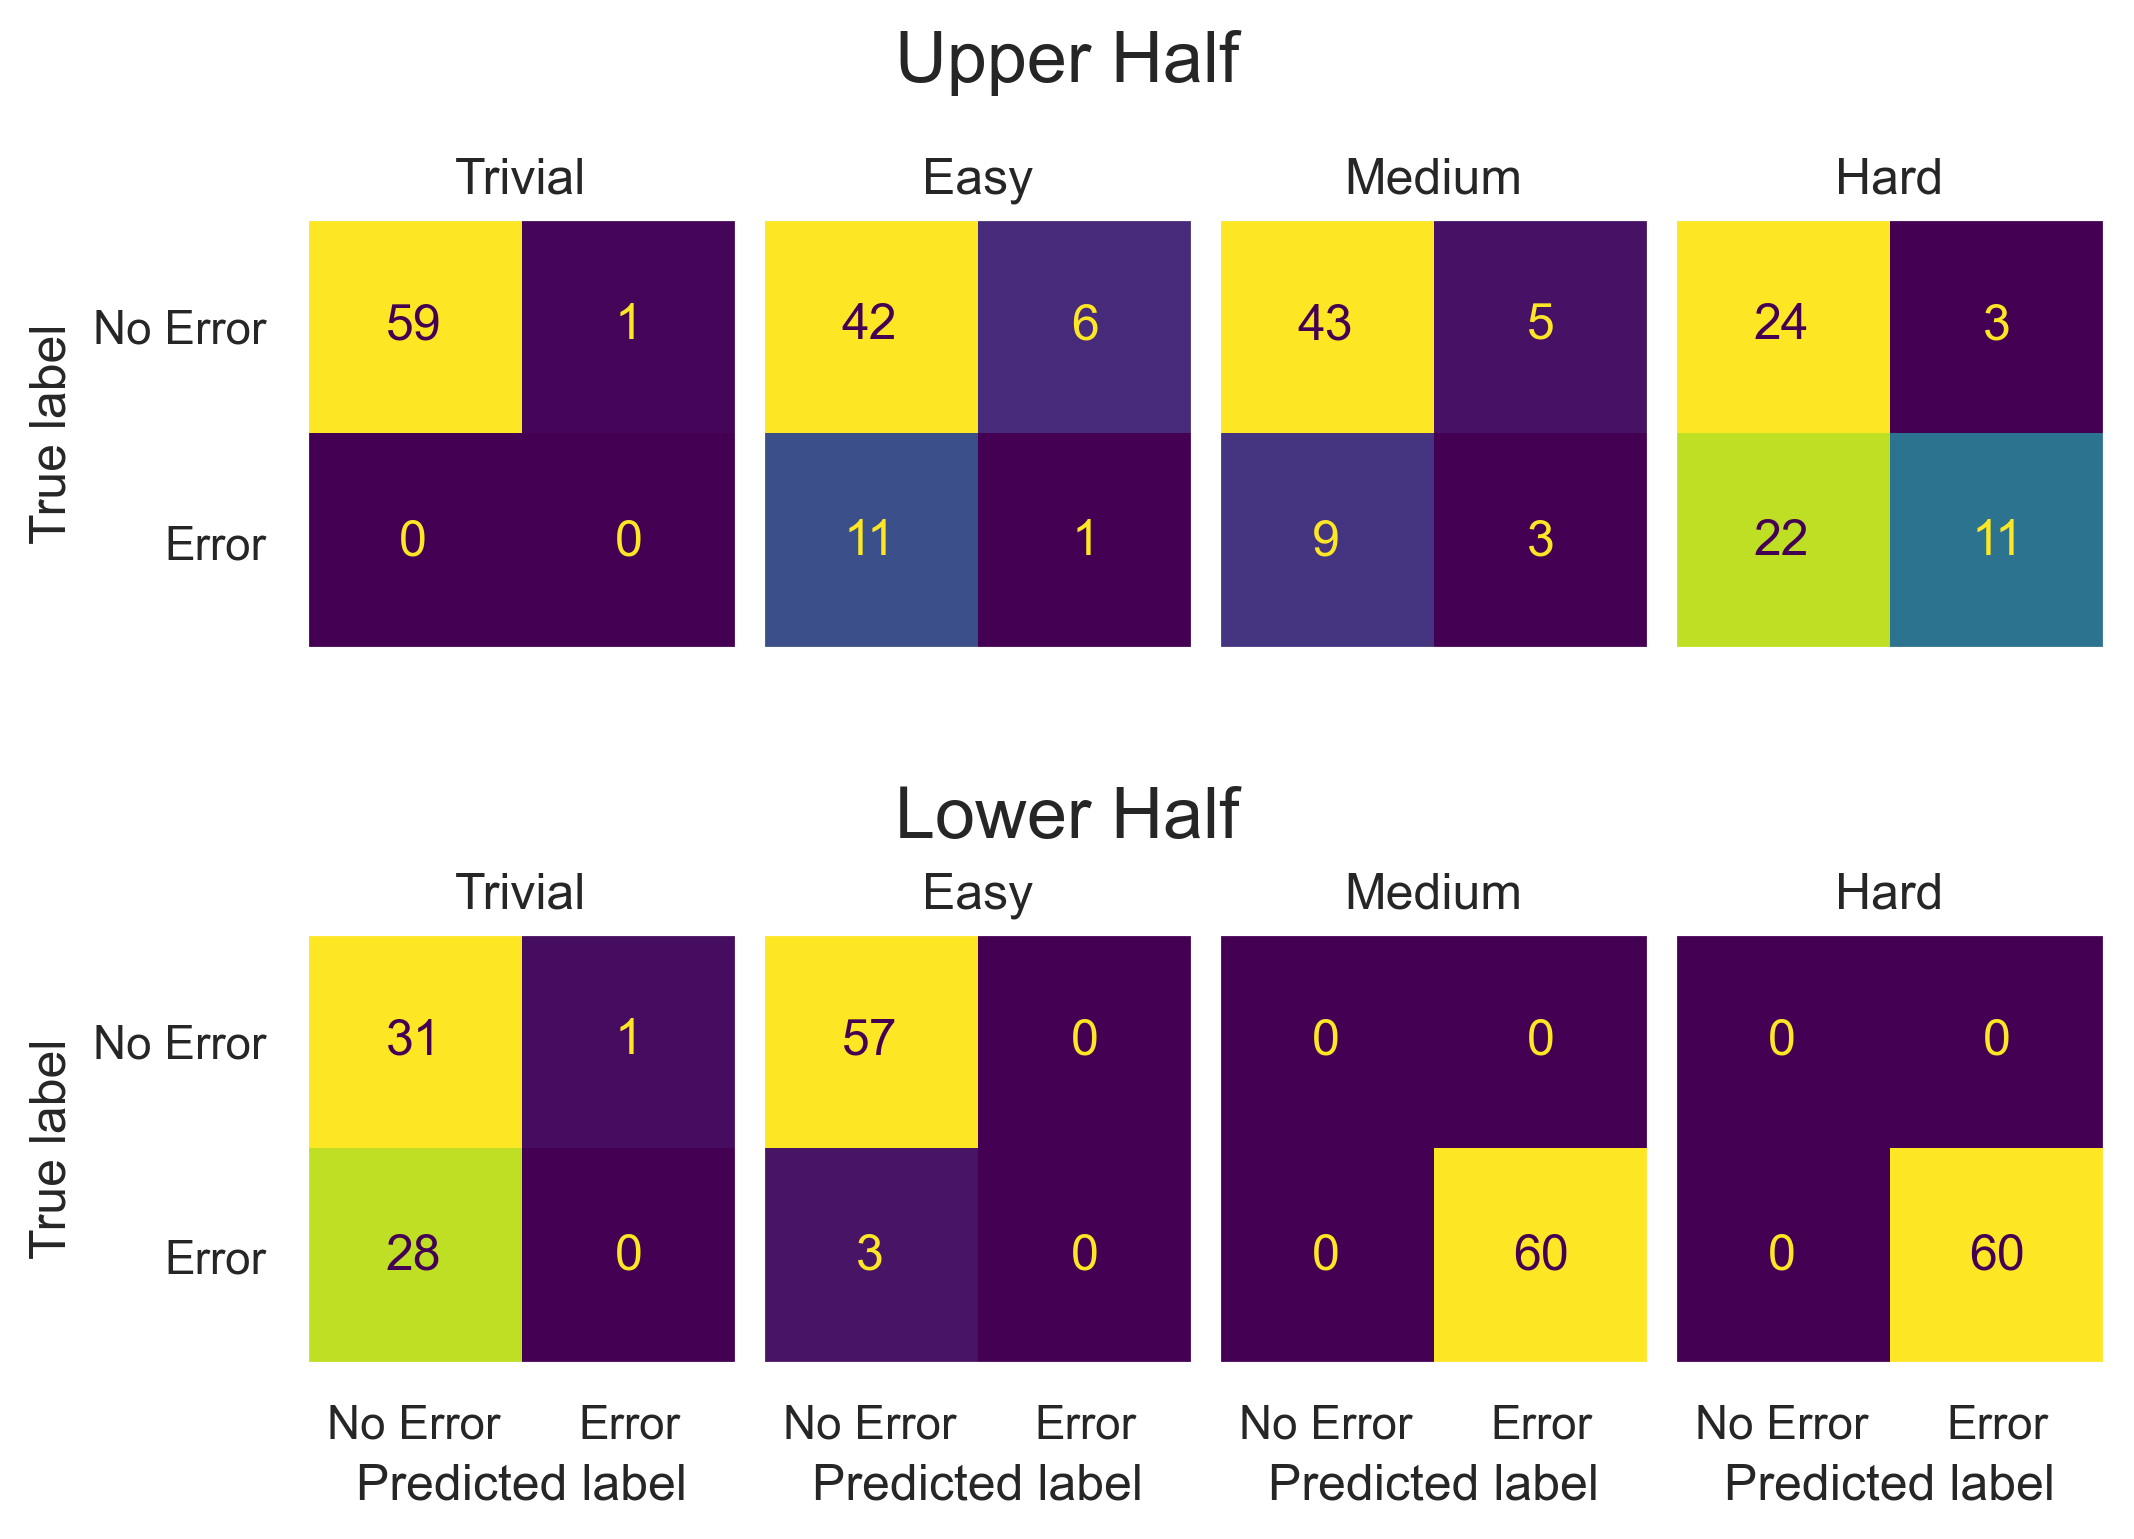 Upper Half
Trivial Easy Medium Hard
True label
No Error 59 1 42 6 43 5 24 3
Error 0 0 11 1 9 3 22 11
Lower Half
Trivial Easy Medium Hard
True label
No Error 31 1 57 0 0 0 0 0
Error 28 0 3 0 0 60 0 60
No Error Error No Error Error No Error Error No Error Error
Predicted label Predicted label Predicted label Predicted label